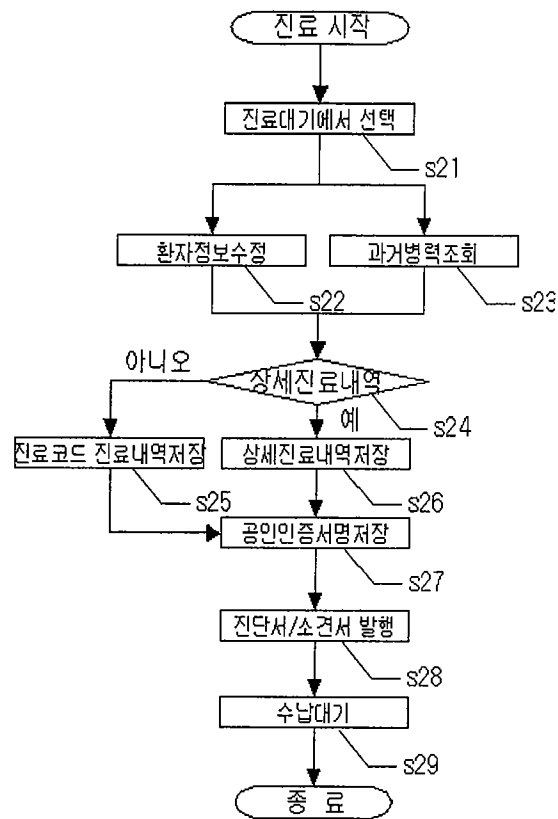 진료 시작
진료대기에서 선택
s21
환자정보수정
과거병력조회
s22
s23
아니오
상세진료내역
예
s24
진료코드 진료내역저장
상세진료내역저장
s25
s26
공인인증서명저장
s27
진단서/소견서 발행
s28
수납대기
s29
종 료